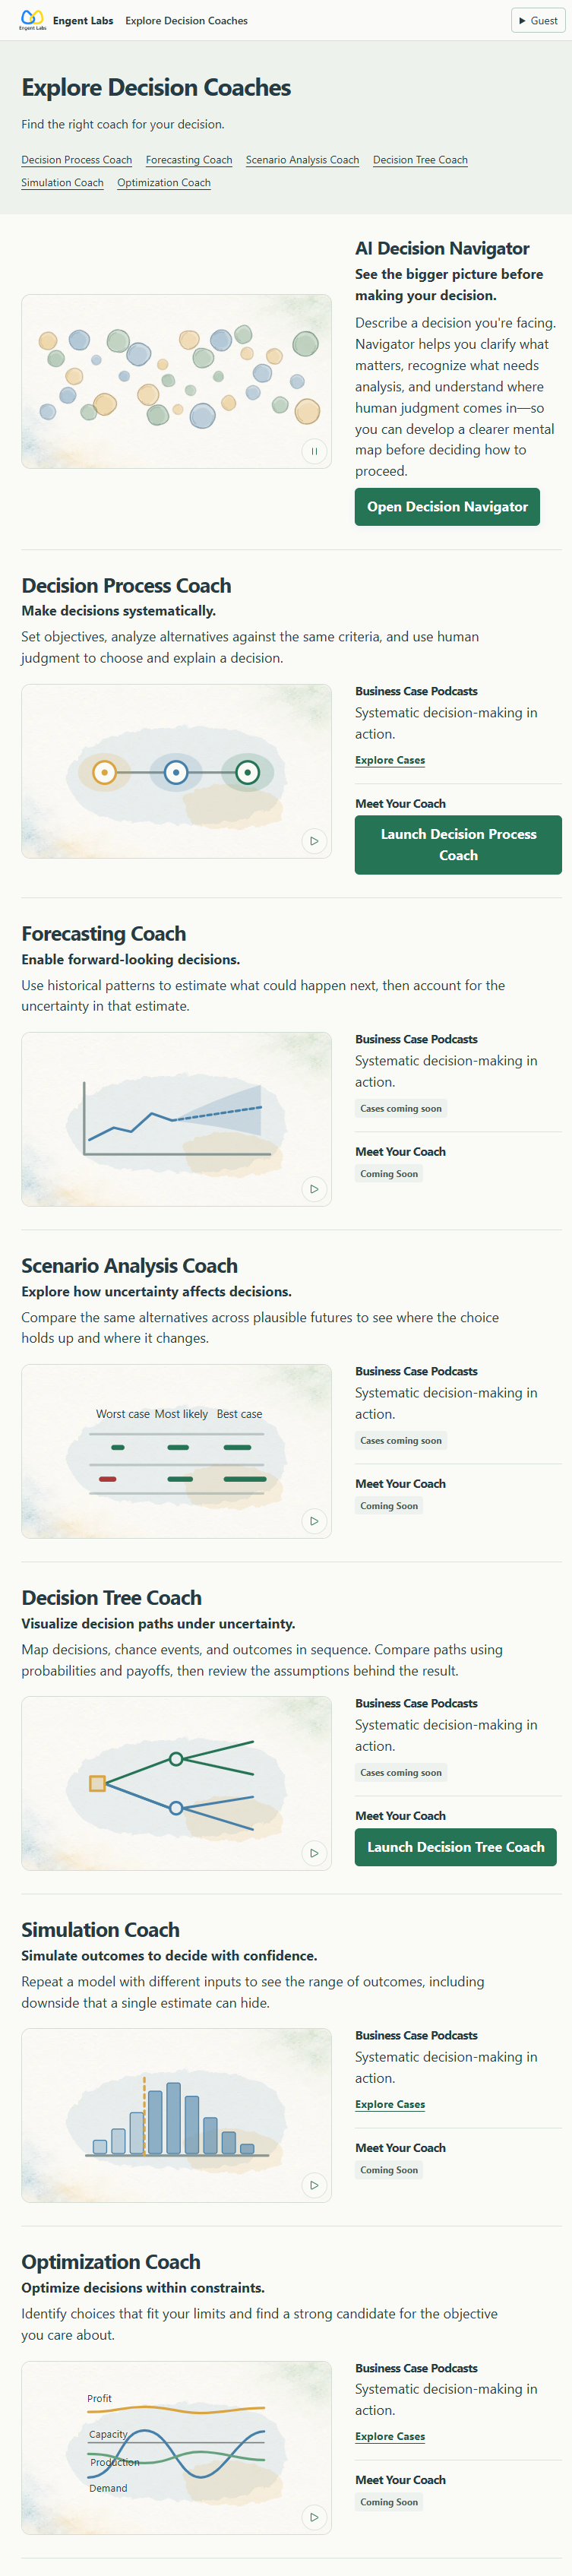 Engent Labs
Engent Labs
Explore Decision Coaches
Guest
Explore Decision Coaches
Find the right coach for your decision.
Decision Process Coach
Forecasting Coach
Scenario Analysis Coach
Decision Tree Coach
Simulation Coach
Optimization Coach
AI Decision Navigator
See the bigger picture before
making your decision.
Describe a decision you're facing.
Navigator helps you clarify what
matters, recognize what needs
analysis, and understand where
human judgment comes in—so
you can develop a clearer mental
map before deciding how to
proceed.
Open Decision Navigator
Decision Process Coach
Make decisions systematically.
Set objectives, analyze alternatives against the same criteria, and use human
judgment to choose and explain a decision.
Business Case Podcasts
Systematic decision-making in
action.
Explore Cases
Meet Your Coach
Launch Decision Process
Coach
Forecasting Coach
Enable forward-looking decisions.
Use historical patterns to estimate what could happen next, then account for the
uncertainty in that estimate.
Business Case Podcasts
Systematic decision-making in
action.
Cases coming soon
Meet Your Coach
Coming Soon
Scenario Analysis Coach
Explore how uncertainty affects decisions.
Compare the same alternatives across plausible futures to see where the choice
holds up and where it changes.
Worst case Most likely Best case
Business Case Podcasts
Systematic decision-making in
action.
Cases coming soon
Meet Your Coach
Coming Soon
Decision Tree Coach
Visualize decision paths under uncertainty.
Map decisions, chance events, and outcomes in sequence. Compare paths using
probabilities and payoffs, then review the assumptions behind the result.
Business Case Podcasts
Systematic decision-making in
action.
Cases coming soon
Meet Your Coach
Launch Decision Tree Coach
Simulation Coach
Simulate outcomes to decide with confidence.
Repeat a model with different inputs to see the range of outcomes, including
downside that a single estimate can hide.
Business Case Podcasts
Systematic decision-making in
action.
Explore Cases
Meet Your Coach
Coming Soon
Optimization Coach
Optimize decisions within constraints.
Identify choices that fit your limits and find a strong candidate for the objective
you care about.
Profit
Capacity
Production
Demand
Business Case Podcasts
Systematic decision-making in
action.
Explore Cases
Meet Your Coach
Coming Soon